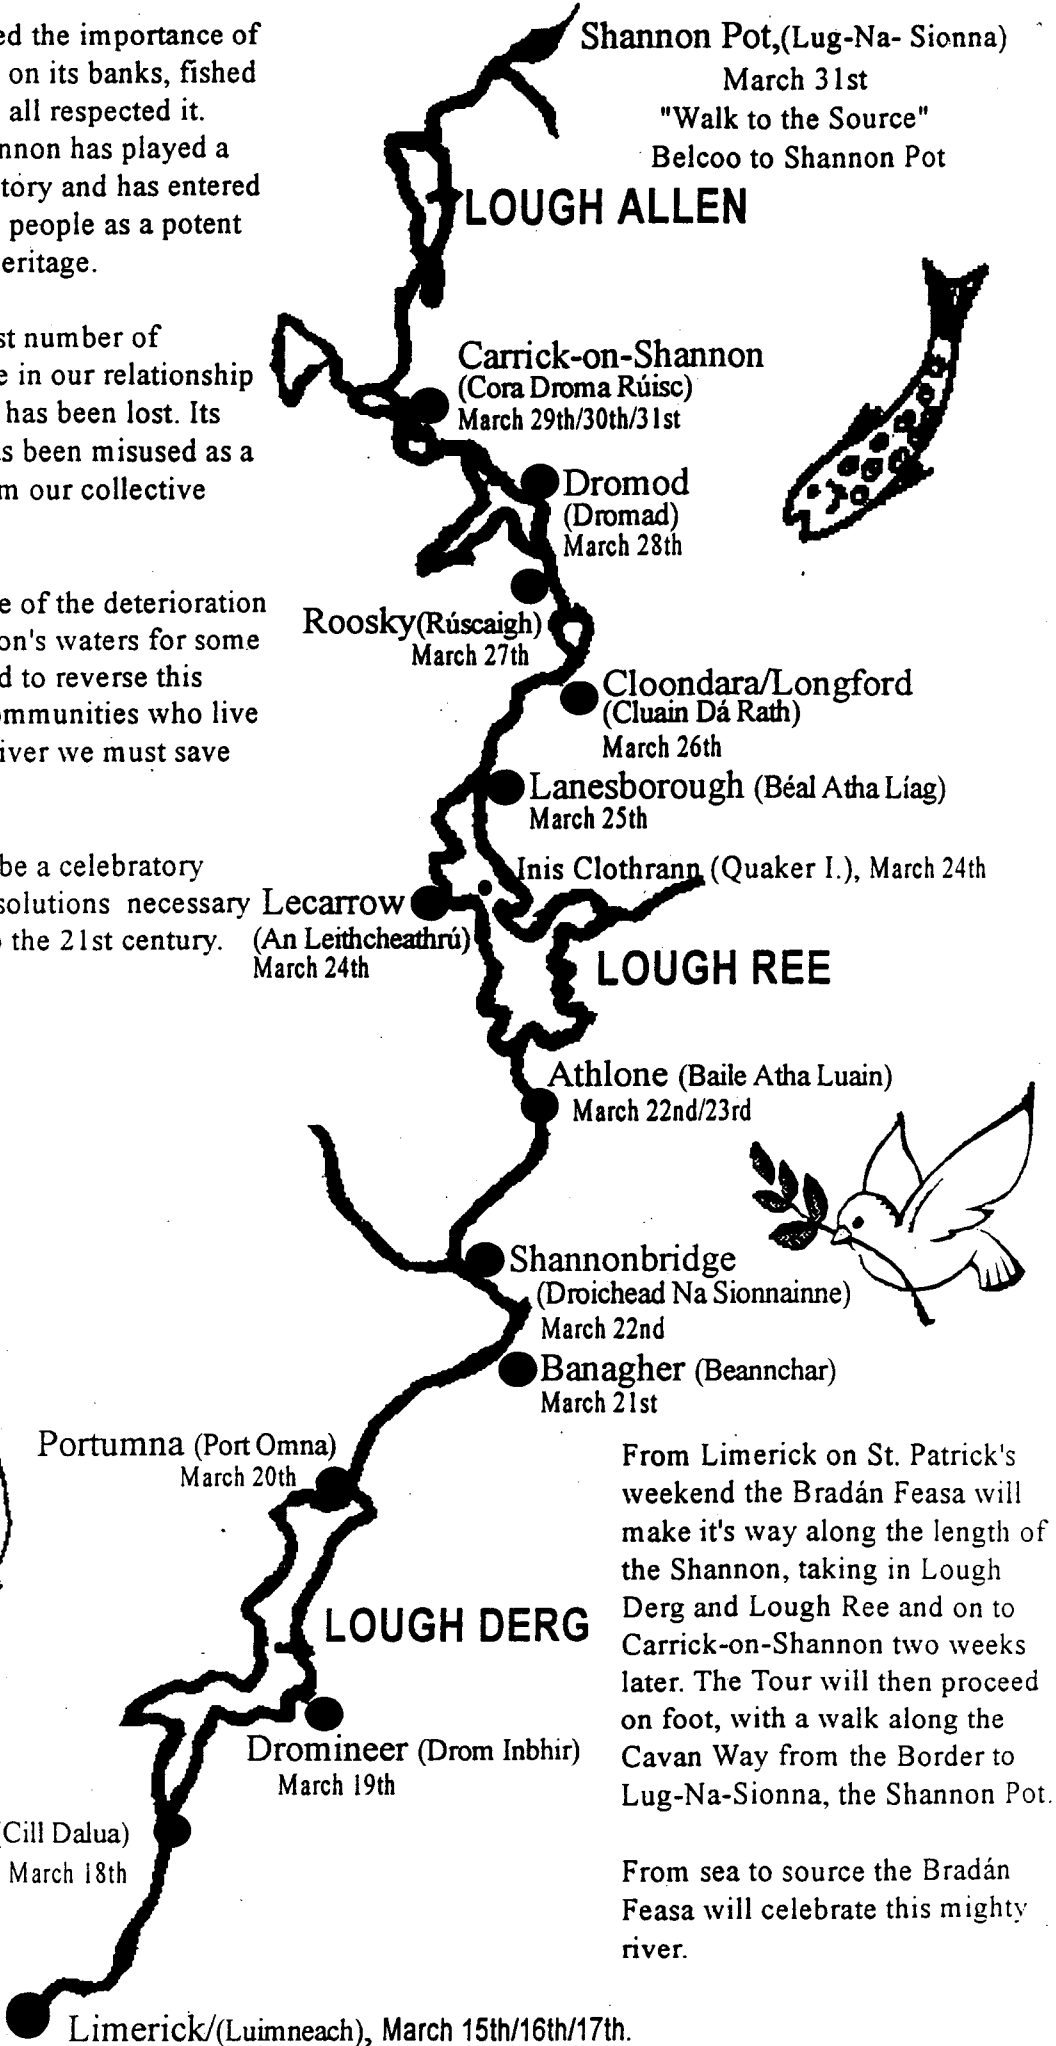 ed the importance of
on its banks, fished
all respected it.
nnon has played a
tory and has entered
people as a potent
eritage.
st number of
e in our relationship
has been lost. Its
s been misused as a
m our collective
e of the deterioration
on's waters for some
d to reverse this
ommunities who live
iver we must save
be a celebratory
solutions necessary
o the 21st century.
Shannon Pot,(Lug-Na- Sionna)
March 31st
"Walk to the Source"
Belcoo to Shannon Pot
LOUGH ALLEN
Carrick-on-Shannon
(Cora Droma Rúisc)
March 29th/30th/31st
Dromod
(Dromad)
March 28th
Roosky(Rúscaigh)
March 27th
Cloondara/Longford
(Cluain Dá Rath)
March 26th
Lanesborough (Béal Atha Líag)
March 25th
Inis Clothrann (Quaker I.), March 24th
Lecarrow
(An Leithcheathrú)
March 24th
LOUGH REE
Athlone (Baile Atha Luain)
March 22nd/23rd
Shannonbridge
(Droichead Na Sionnainne)
March 22nd
Banagher (Beannchar)
March 21st
Portumna (Port Omna)
March 20th
LOUGH DERG
Dromineer (Drom Inbhir)
March 19th
(Cill Dalua)
March 18th
Limerick/(Luimneach), March 15th/16th/17th.
From Limerick on St. Patrick's
weekend the Bradán Feasa will
make it's way along the length of
the Shannon, taking in Lough
Derg and Lough Ree and on to
Carrick-on-Shannon two weeks
later. The Tour will then proceed
on foot, with a walk along the
Cavan Way from the Border to
Lug-Na-Sionna, the Shannon Pot.
From sea to source the Bradán
Feasa will celebrate this mighty
river.